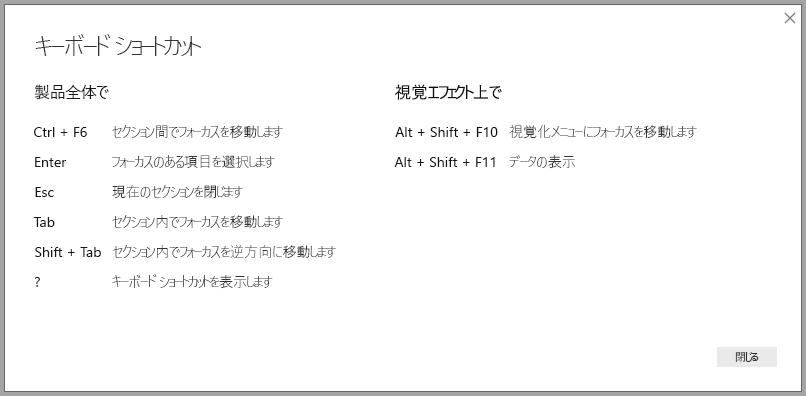 キーボード ショートカット
製品全体で
Ctrl + F6 セクション間でフォーカスを移動します
Enter フォーカスのある項目を選択します
Esc 現在のセクションを閉じます
Tab セクション内でフォーカスを移動します
Shift + Tab セクション内でフォーカスを逆方向に移動します
? キーボード ショートカットを表示します
視覚エフェクト上で
Alt + Shift + F10 視覚化メニューにフォーカスを移動します
Alt + Shift + F11 データの表示
閉じる